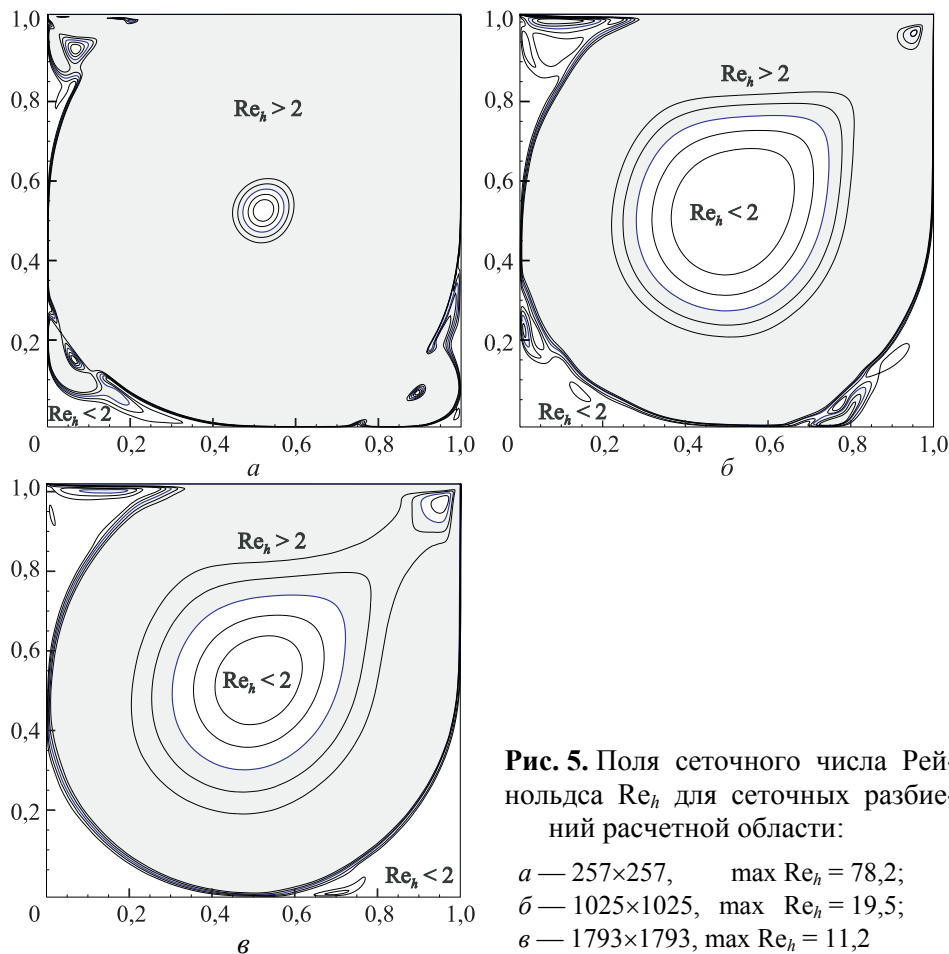 1,0
0,8
0,6
0,4
0,2
0
0,2
0,4
0,6
0,8
1,0
Re_h > 2
Re_h < 2
а
1,0
0,8
0,6
0,4
0,2
0
0,2
0,4
0,6
0,8
1,0
Re_h > 2
Re_h < 2
Re_h < 2
б
1,0
0,8
0,6
0,4
0,2
0
0,2
0,4
0,6
0,8
1,0
Re_h > 2
Re_h < 2
Re_h < 2
в
Рис. 5. Поля сеточного числа Рей-
нольдса Re_h для сеточных разбие-
ний расчетной области:
а — 257×257, max Re_h = 78,2;
б — 1025×1025, max Re_h = 19,5;
в — 1793×1793, max Re_h = 11,2